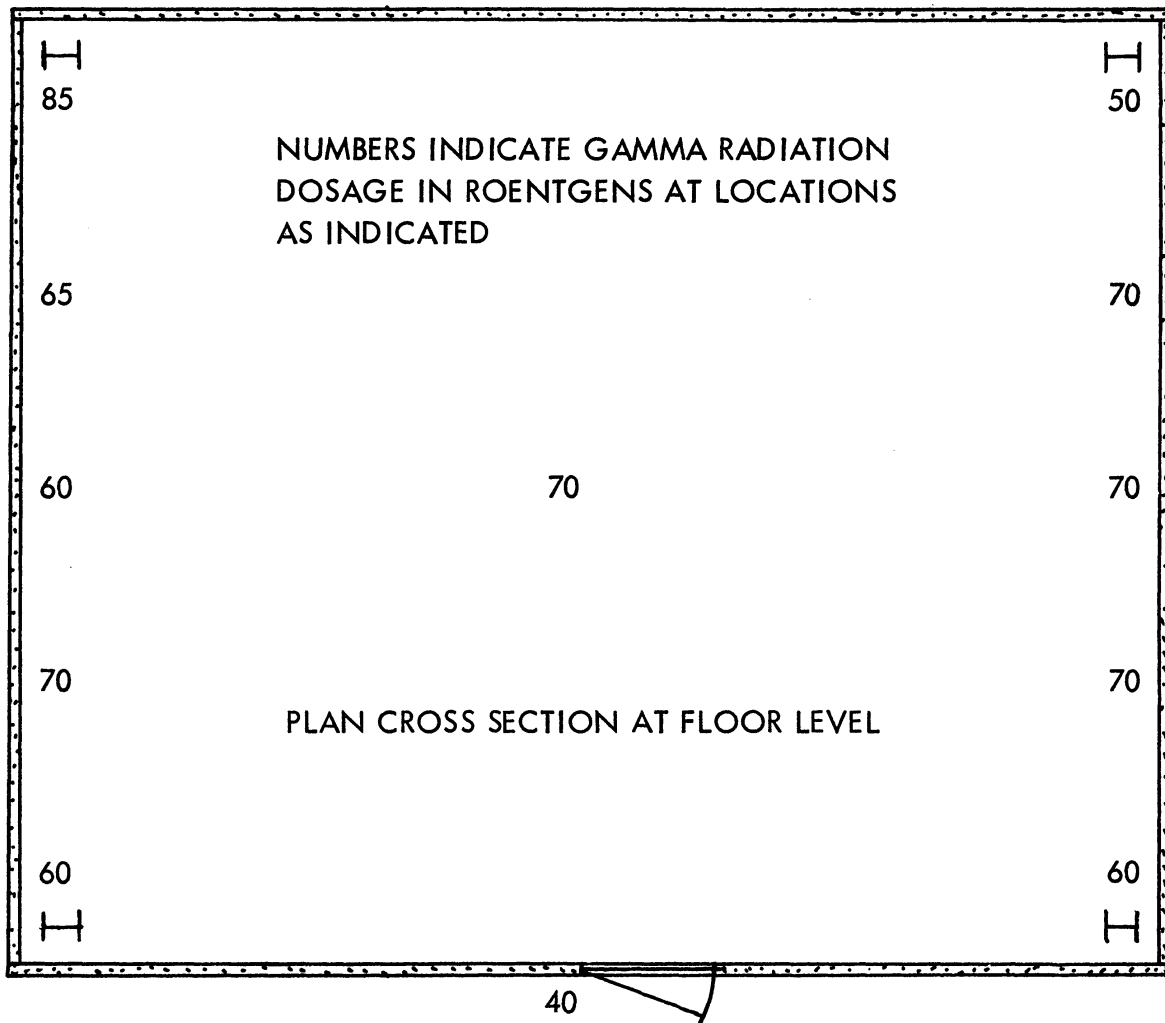 85 50
NUMBERS INDICATE GAMMA RADIATION
DOSAGE IN ROENTGENS AT LOCATIONS
AS INDICATED
65 70
60 70 70
70 70
PLAN CROSS SECTION AT FLOOR LEVEL
60 60
40